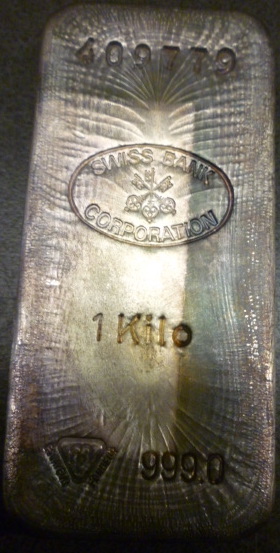 409779
SWISS BANK
CORPORATION
1 Kilo
999.0